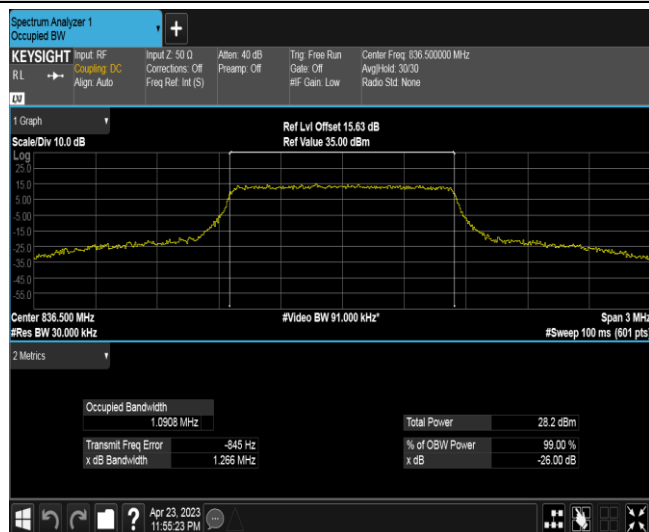 Spectrum Analyzer 1
Occupied BW
+
KEYSIGHT
RL
LXI
Input: RF
Coupling: DC
Align: Auto
Input Z: 50 Ω
Corrections: Off
Freq Ref: Int (S)
Atten: 40 dB
Preamp: Off
Trig: Free Run
Gate: Off
#IF Gain: Low
Center Freq: 836.500000 MHz
Avg|Hold: 30/30
Radio Std: None
1 Graph
Scale/Div 10.0 dB
Ref Lvl Offset 15.63 dB
Ref Value 35.00 dBm
Log
25.0
15.0
5.00
-5.00
-15.0
-25.0
-35.0
-45.0
-55.0
Center 836.500 MHz
#Video BW 91.000 kHz*
Span 3 MHz
#Res BW 30.000 kHz
#Sweep 100 ms (601 pts)
2 Metrics
Occupied Bandwidth
1.0908 MHz
Total Power 28.2 dBm
Transmit Freq Error -845 Hz
% of OBW Power 99.00 %
x dB Bandwidth 1.266 MHz
x dB -26.00 dB
?
Apr 23, 2023
11:55:23 PM